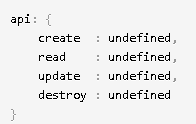 api: {
    create  : undefined,
    read    : undefined,
    update  : undefined,
    destroy : undefined
}